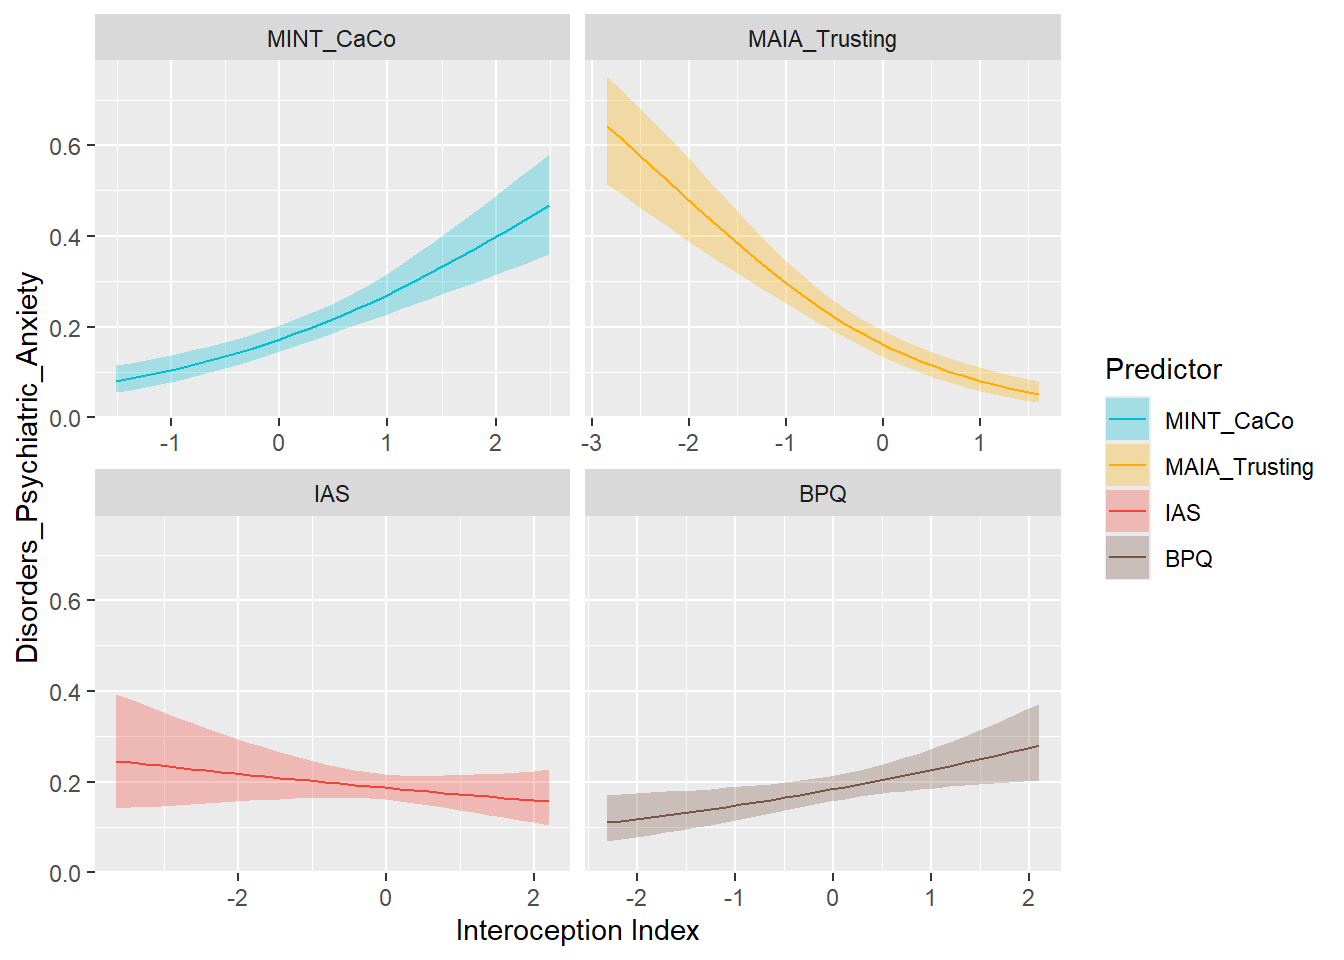 MINT_CaCo
MAIA_Trusting
0.6
0.4
0.2
0.0
-1 0 1 2
-3 -2 -1 0 1
IAS
BPQ
0.6
0.4
0.2
0.0
-2 0 2
-2 -1 0 1 2
Interoception Index
Disorders_Psychiatric_Anxiety
Predictor
MINT_CaCo
MAIA_Trusting
IAS
BPQ